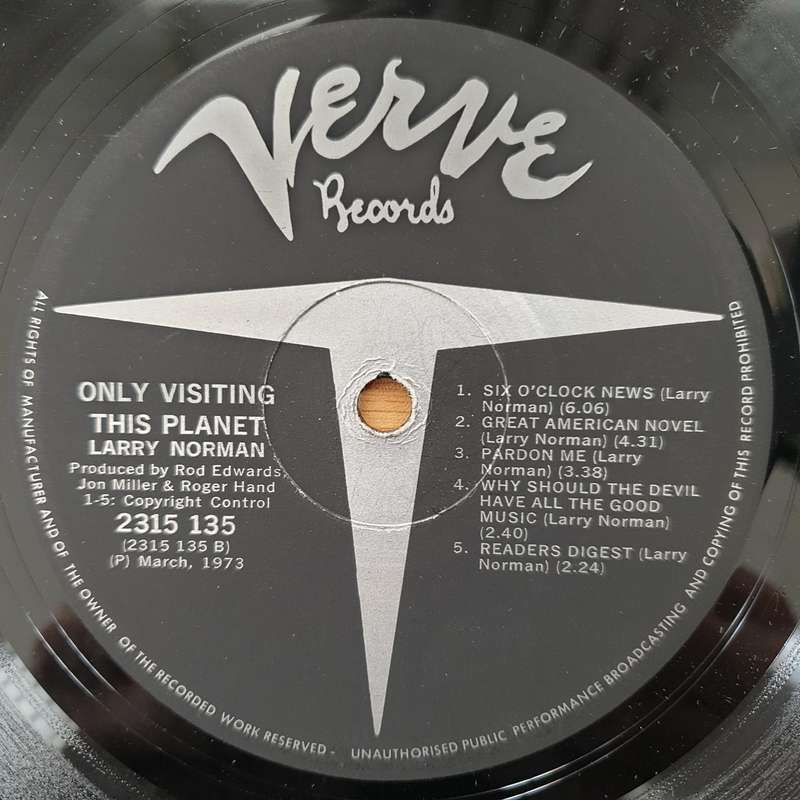 Verve
Records
ONLY VISITING
THIS PLANET
LARRY NORMAN
Produced by Rod Edwards
Jon Miller & Roger Hand
1-5: Copyright Control
2315 135
(2315 135 B)
(P) March, 1973
1. SIX O'CLOCK NEWS (Larry
Norman) (6.06)
2. GREAT AMERICAN NOVEL
(Larry Norman) (4.31)
3. PARDON ME (Larry
Norman) (3.38)
4. WHY SHOULD THE DEVIL
HAVE ALL THE GOOD
MUSIC (Larry Norman)
(2.40)
5. READERS DIGEST (Larry
Norman) (2.24)
ALL RIGHTS OF MANUFACTURER AND OF THE OWNER OF THE RECORDED WORK RESERVED - UNAUTHORISED PUBLIC PERFORMANCE BROADCASTING AND COPYING OF THIS RECORD PROHIBITED